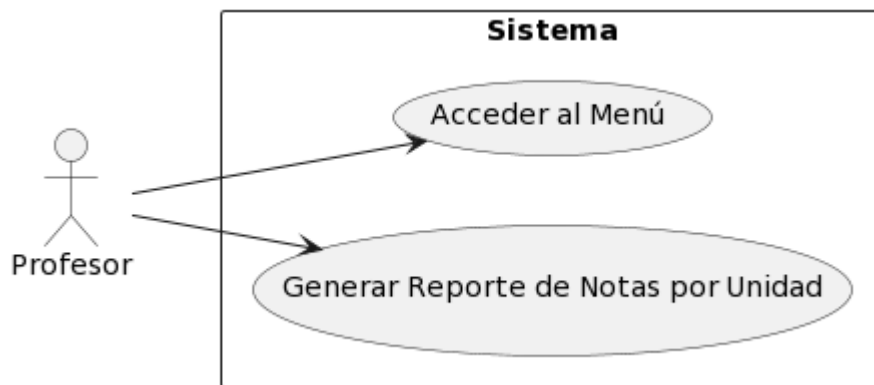 Sistema
Acceder al Menú
Profesor
Generar Reporte de Notas por Unidad